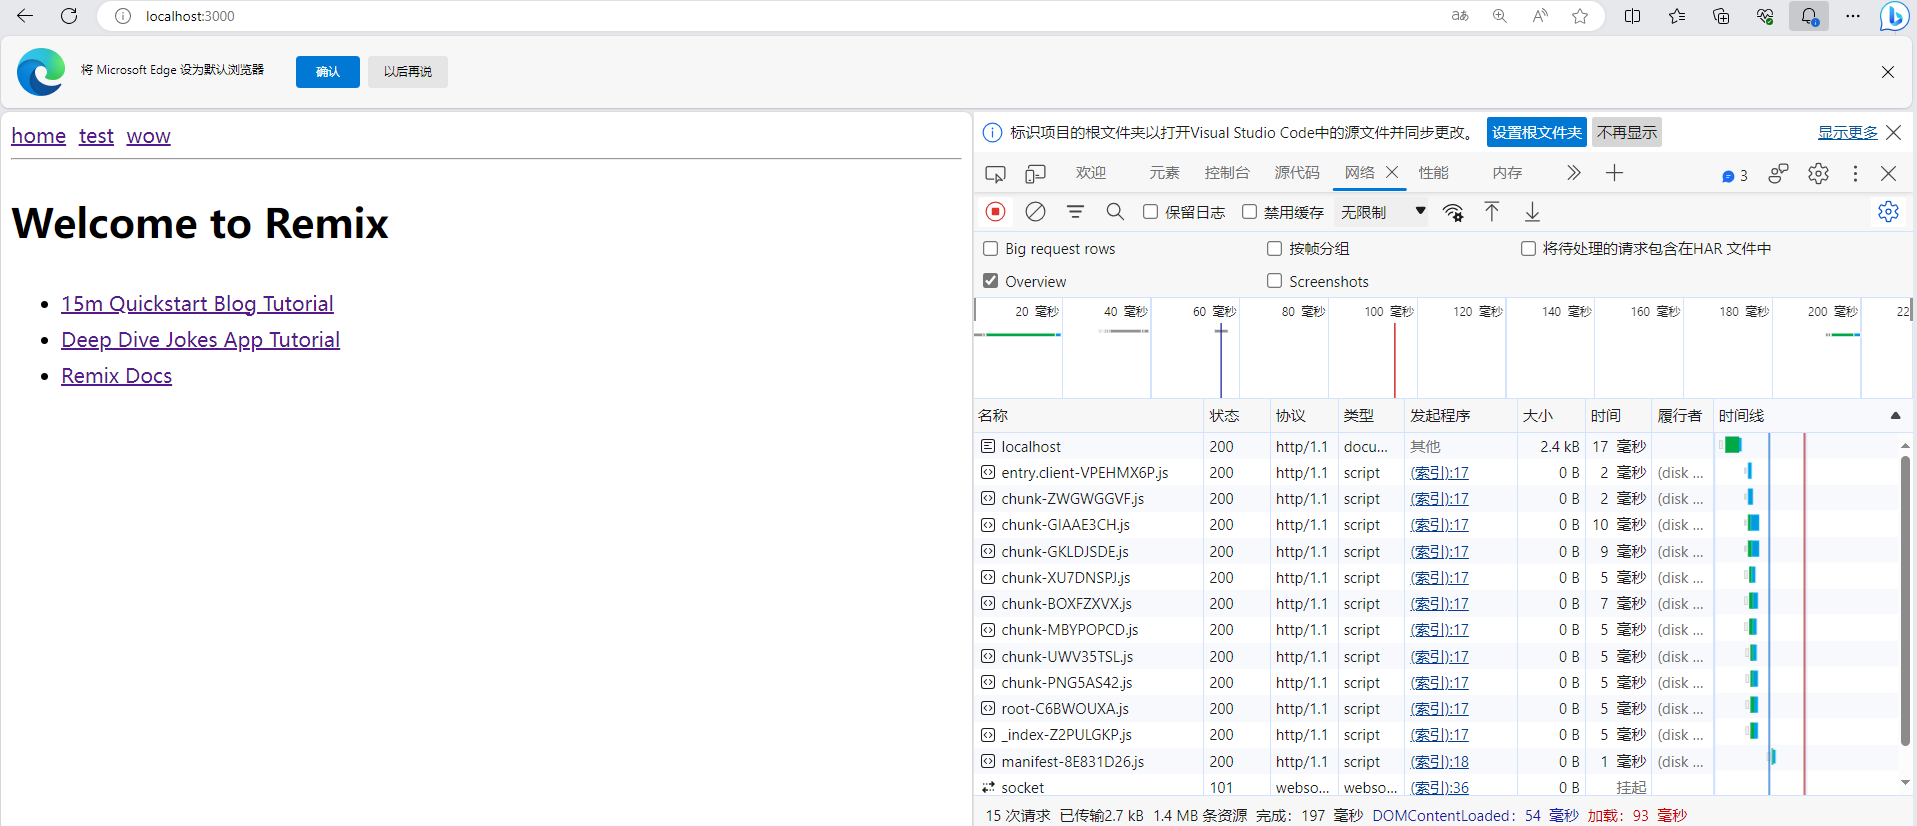 localhost:3000
将 Microsoft Edge 设为默认浏览器 确认 以后再说
home test wow
Welcome to Remix
15m Quickstart Blog Tutorial
Deep Dive Jokes App Tutorial
Remix Docs
标识项目的根文件夹以打开Visual Studio Code中的源文件并同步更改。 设置根文件夹 不再显示 显示更多
欢迎 元素 控制台 源代码 网络 性能 内存 3
保留日志 禁用缓存 无限制
Big request rows 按帧分组 将待处理的请求包含在HAR 文件中
Overview Screenshots
20 毫秒 40 毫秒 60 毫秒 80 毫秒 100 毫秒 120 毫秒 140 毫秒 160 毫秒 180 毫秒 200 毫秒 22
名称 状态 协议 类型 发起程序 大小 时间 履行者 时间线
localhost 200 http/1.1 docu... 其他 2.4 kB 17 毫秒
entry.client-VPEHMX6P.js 200 http/1.1 script (索引):17 0 B 2 毫秒 (disk ...
chunk-ZWGWGGVF.js 200 http/1.1 script (索引):17 0 B 2 毫秒 (disk ...
chunk-GIAAE3CH.js 200 http/1.1 script (索引):17 0 B 10 毫秒 (disk ...
chunk-GKLDJSDE.js 200 http/1.1 script (索引):17 0 B 9 毫秒 (disk ...
chunk-XU7DNSPJ.js 200 http/1.1 script (索引):17 0 B 5 毫秒 (disk ...
chunk-BOXFZXVX.js 200 http/1.1 script (索引):17 0 B 7 毫秒 (disk ...
chunk-MBYPOPCD.js 200 http/1.1 script (索引):17 0 B 5 毫秒 (disk ...
chunk-UWV35TSL.js 200 http/1.1 script (索引):17 0 B 5 毫秒 (disk ...
chunk-PNG5AS42.js 200 http/1.1 script (索引):17 0 B 5 毫秒 (disk ...
root-C6BWOUXA.js 200 http/1.1 script (索引):17 0 B 5 毫秒 (disk ...
_index-Z2PULGKP.js 200 http/1.1 script (索引):17 0 B 5 毫秒 (disk ...
manifest-8E831D26.js 200 http/1.1 script (索引):18 0 B 1 毫秒 (disk ...
socket 101 webso... webso... (索引):36 0 B 挂起
15 次请求 已传输2.7 kB 1.4 MB 条资源 完成：197 毫秒 DOMContentLoaded：54 毫秒 加载：93 毫秒